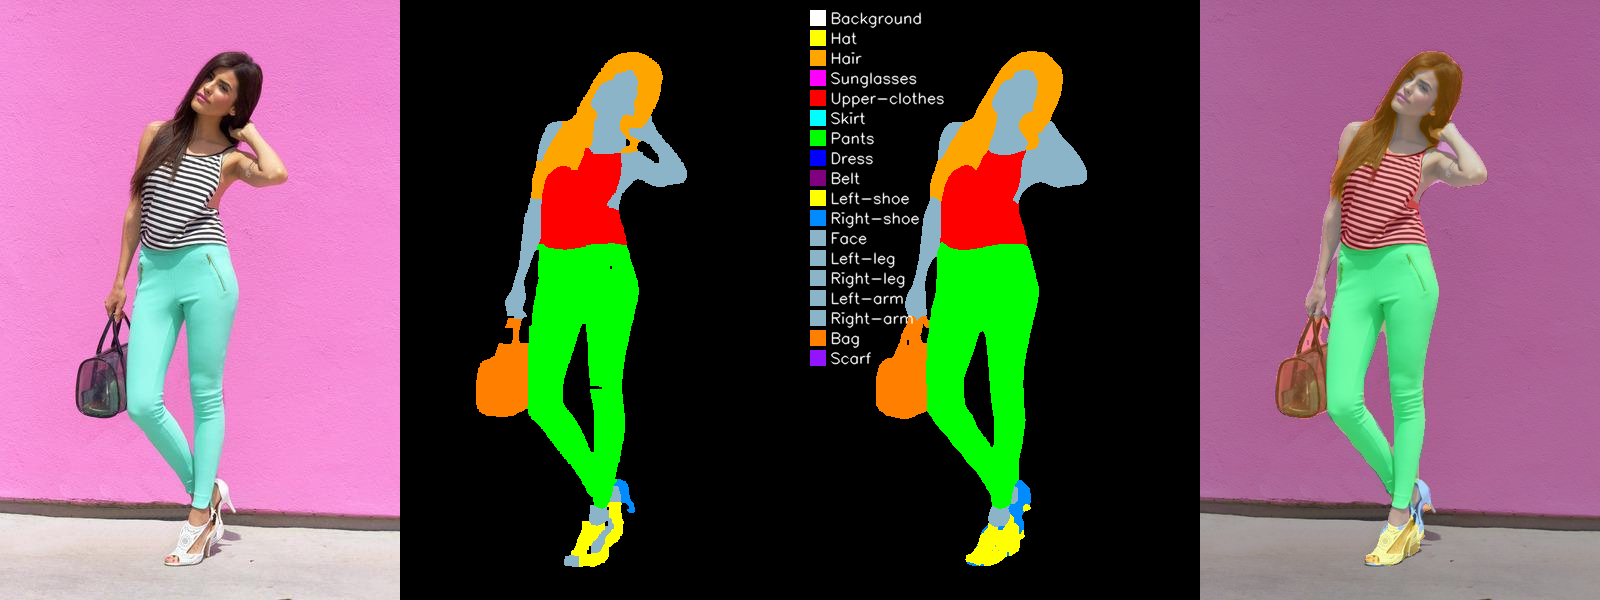 Background
Hat
Hair
Sunglasses
Upper-clothes
Skirt
Pants
Dress
Belt
Left-shoe
Right-shoe
Face
Left-leg
Right-leg
Left-arm
Right-arm
Bag
Scarf